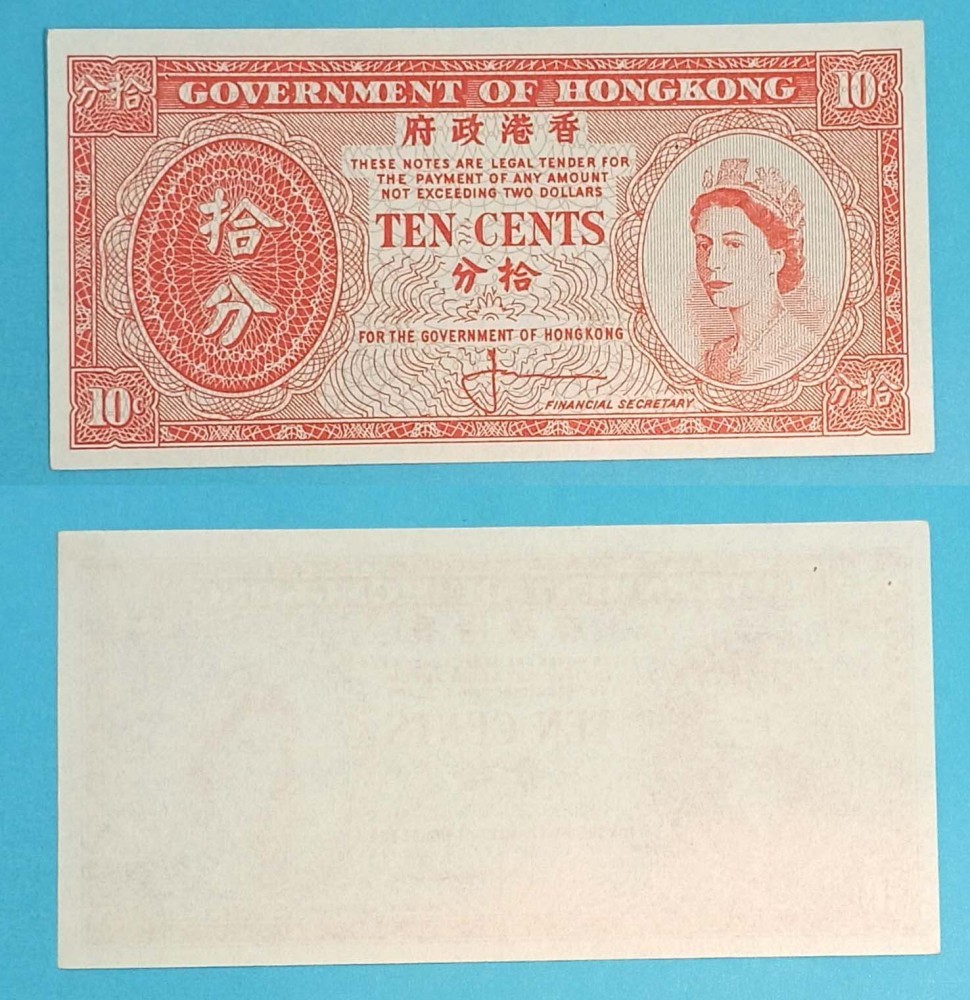 分拾
GOVERNMENT OF HONGKONG
10c
府政港香
THESE NOTES ARE LEGAL TENDER FOR
THE PAYMENT OF ANY AMOUNT
NOT EXCEEDING TWO DOLLARS
拾
分
TEN CENTS
分拾
FOR THE GOVERNMENT OF HONGKONG
10c
FINANCIAL SECRETARY
分拾